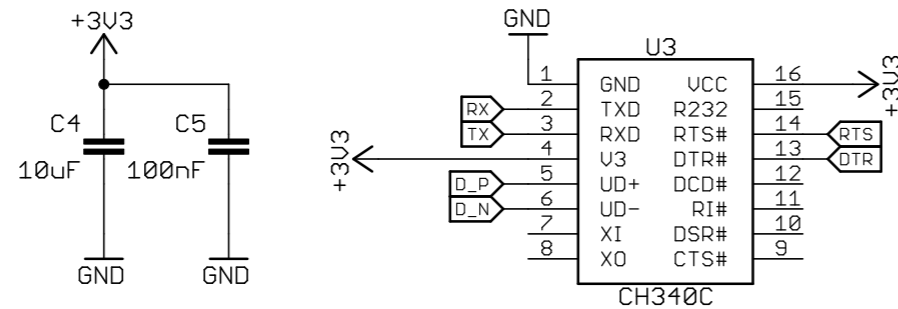 +3V3
C4
10uF
C5
100nF
GND
GND
GND
U3
1 GND VCC 16
+3V3
RX 2 TXD R232 15
TX 3 RXD RTS# 14 RTS
+3V3 4 V3 DTR# 13 DTR
D_P 5 UD+ DCD# 12
D_N 6 UD- RI# 11
7 XI DSR# 10
8 XO CTS# 9
CH340C